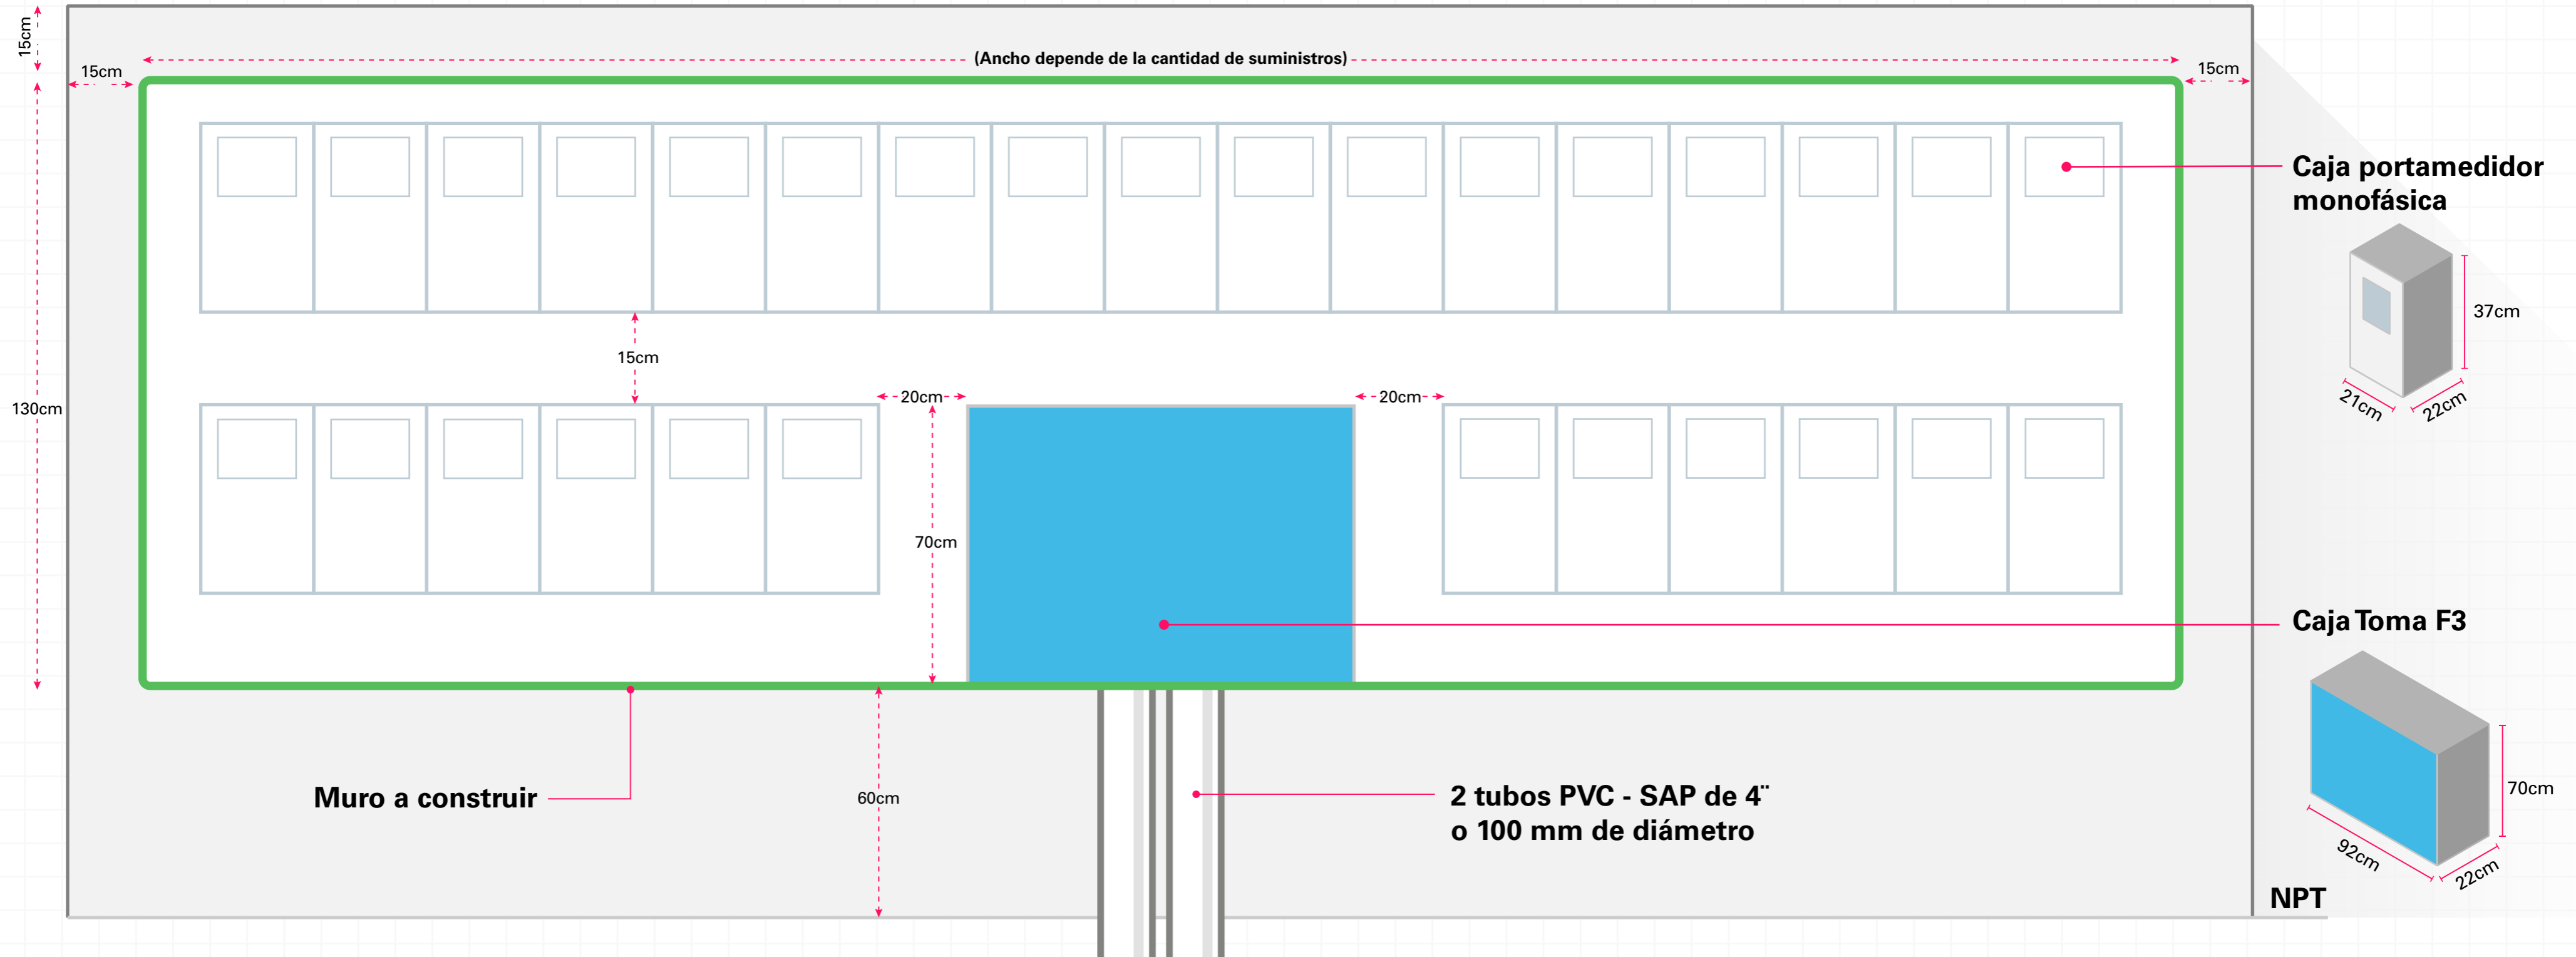 15cm
15cm
(Ancho depende de la cantidad de suministros)
15cm
Caja portamedidor
monofásica
37cm
21cm
22cm
15cm
130cm
20cm
20cm
70cm
Caja Toma F3
70cm
92cm
22cm
Muro a construir
60cm
2 tubos PVC - SAP de 4¨
o 100 mm de diámetro
NPT